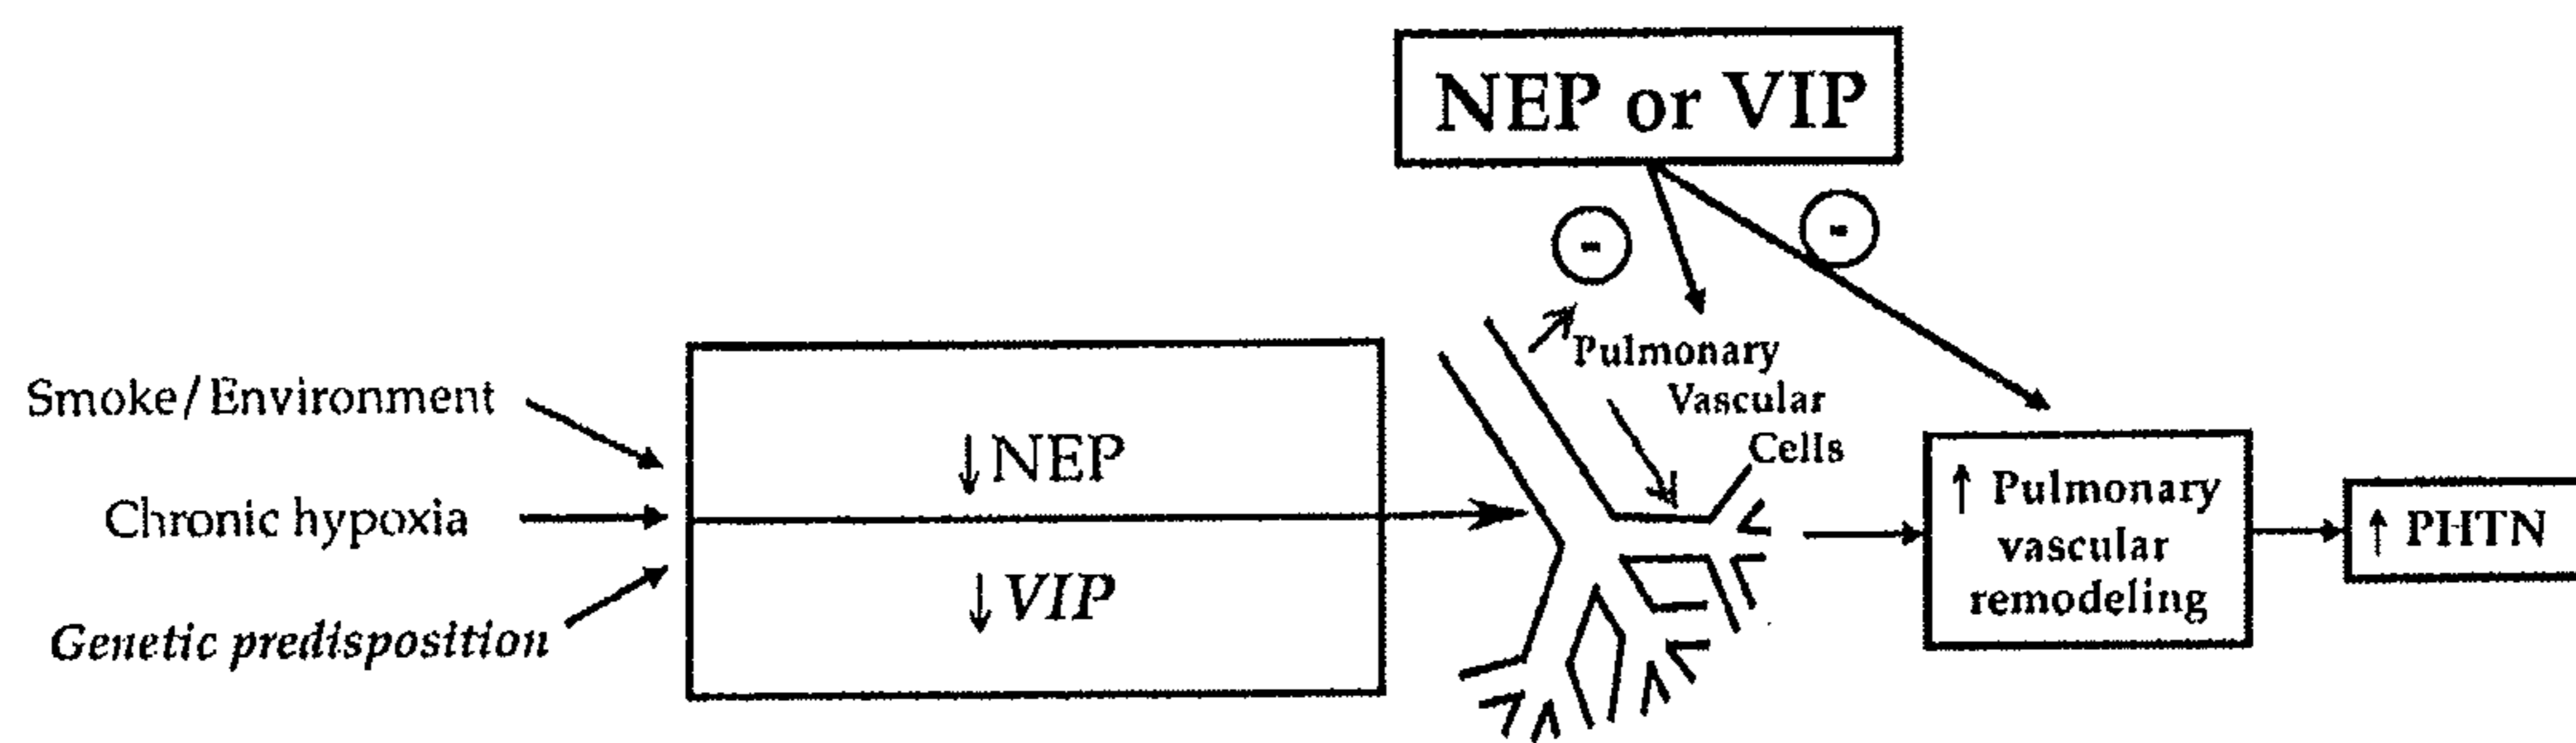 NEP or VIP
-
-
Smoke/Environment
Chronic hypoxia
Genetic predisposition
↓NEP
↓VIP
Pulmonary
Vascular
Cells
↑ Pulmonary
vascular
remodeling
↑ PHTN